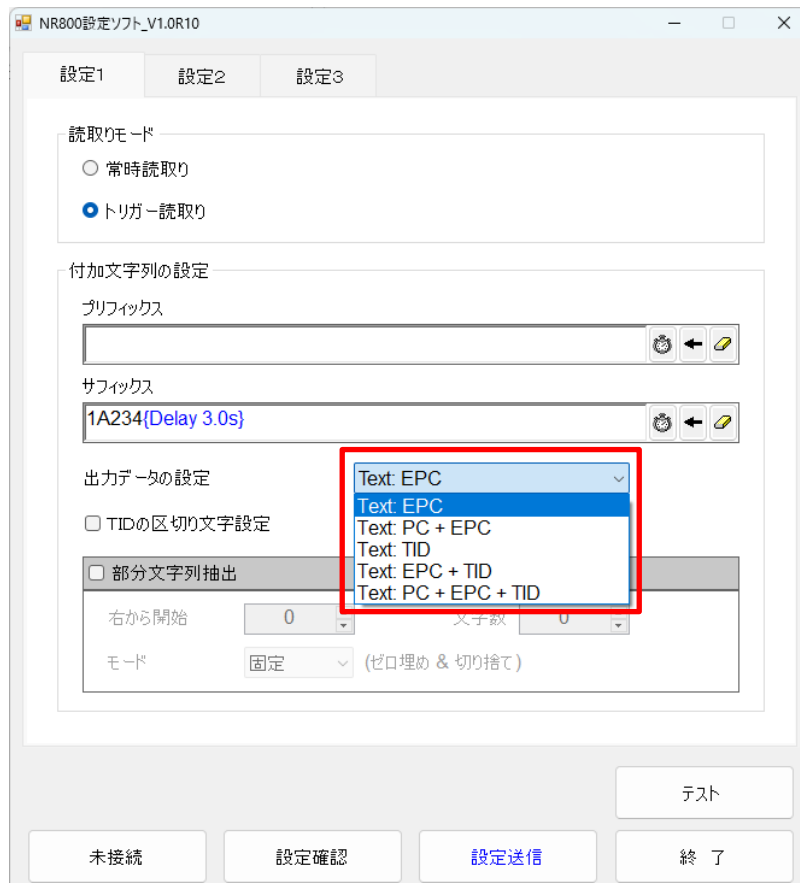 NR800設定ソフト_V1.0R10
設定1 設定2 設定3
読取りモード
常時読取り
トリガー読取り
付加文字列の設定
プリフィックス
サフィックス
1A234{Delay 3.0s}
出力データの設定 Text: EPC
Text: EPC
Text: PC + EPC
TIDの区切り文字設定
Text: TID
Text: EPC + TID
部分文字列抽出
Text: PC + EPC + TID
右から開始 0 文字数 0
モード 固定 (ゼロ埋め & 切り捨て)
テスト
未接続 設定確認 設定送信 終 了